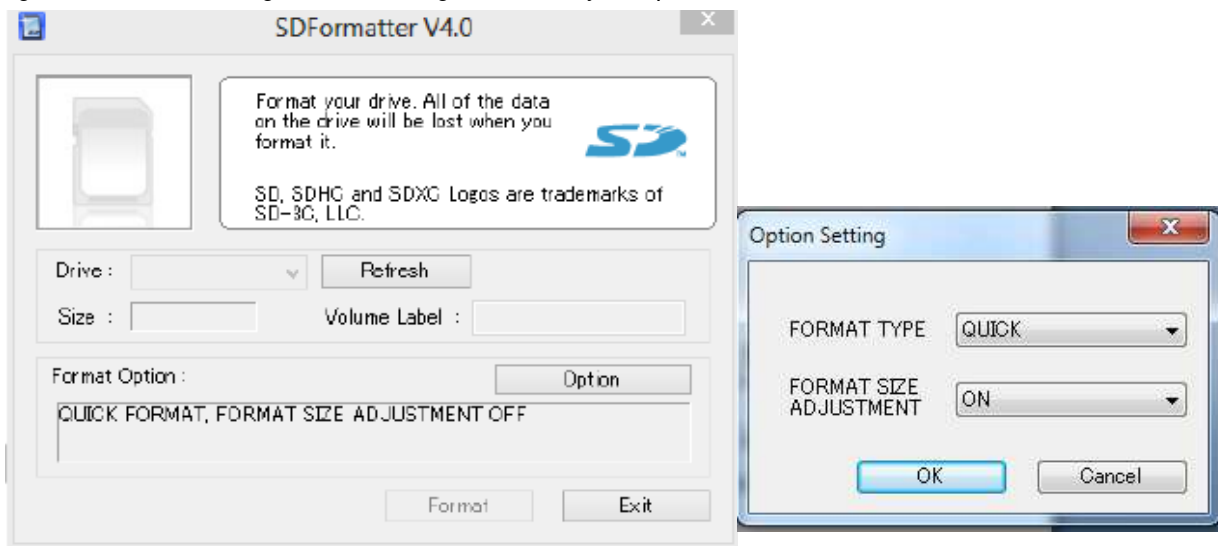 SDFormatter V4.0
X
Format your drive. All of the data
on the drive will be lost when you
format it.
SD
SD, SDHC and SDXC Logos are trademarks of
SD-3C, LLC.
Drive :
Refresh
Size :
Volume Label :
Format Option :
Option
QUICK FORMAT, FORMAT SIZE ADJUSTMENT OFF
Format
Exit
Option Setting
X
FORMAT TYPE
QUICK
FORMAT SIZE
ADJUSTMENT
ON
OK
Cancel